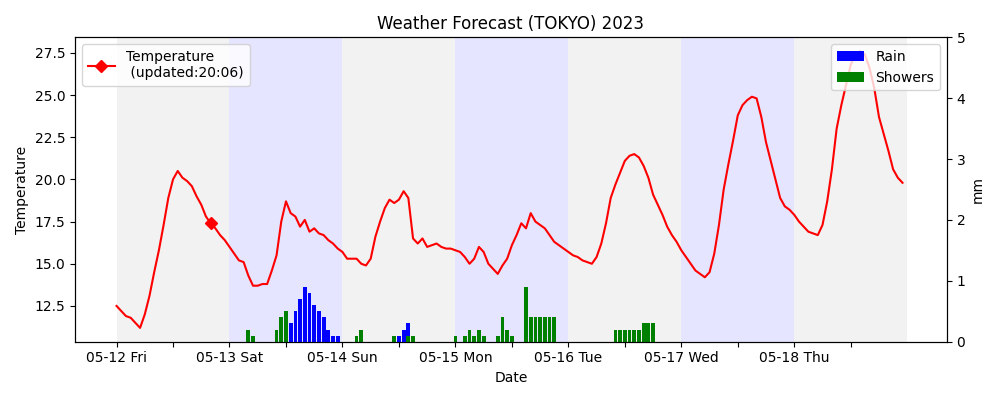 Weather Forecast (TOKYO) 2023
Temperature
(updated:20:06)
Rain
Showers
27.5
25.0
22.5
20.0
17.5
15.0
12.5
Temperature
5
4
3
2
1
0
mm
05-12 Fri
05-13 Sat
05-14 Sun
05-15 Mon
05-16 Tue
05-17 Wed
05-18 Thu
Date